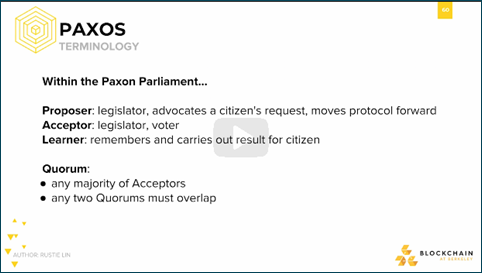 60
PAXOS
TERMINOLOGY
Within the Paxon Parliament...
Proposer: legislator, advocates a citizen's request, moves protocol forward
Acceptor: legislator, voter
Learner: remembers and carries out result for citizen
Quorum:
● any majority of Acceptors
● any two Quorums must overlap
AUTHOR: RUSTIE LIN
BLOCKCHAIN
AT BERKELEY